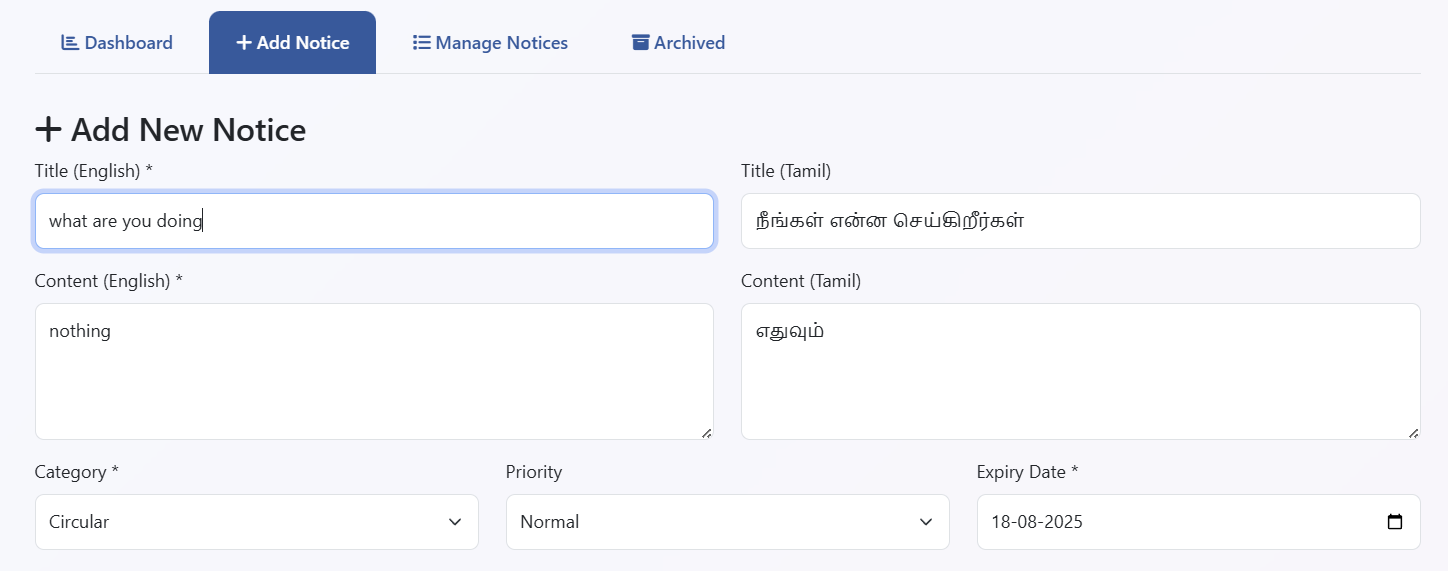 Dashboard
Add Notice
Manage Notices
Archived
Add New Notice
Title (English) *
Title (Tamil)
what are you doing
நீங்கள் என்ன செய்கிறீர்கள்
Content (English) *
Content (Tamil)
nothing
எதுவும்
Category *
Priority
Expiry Date *
Circular
Normal
18-08-2025